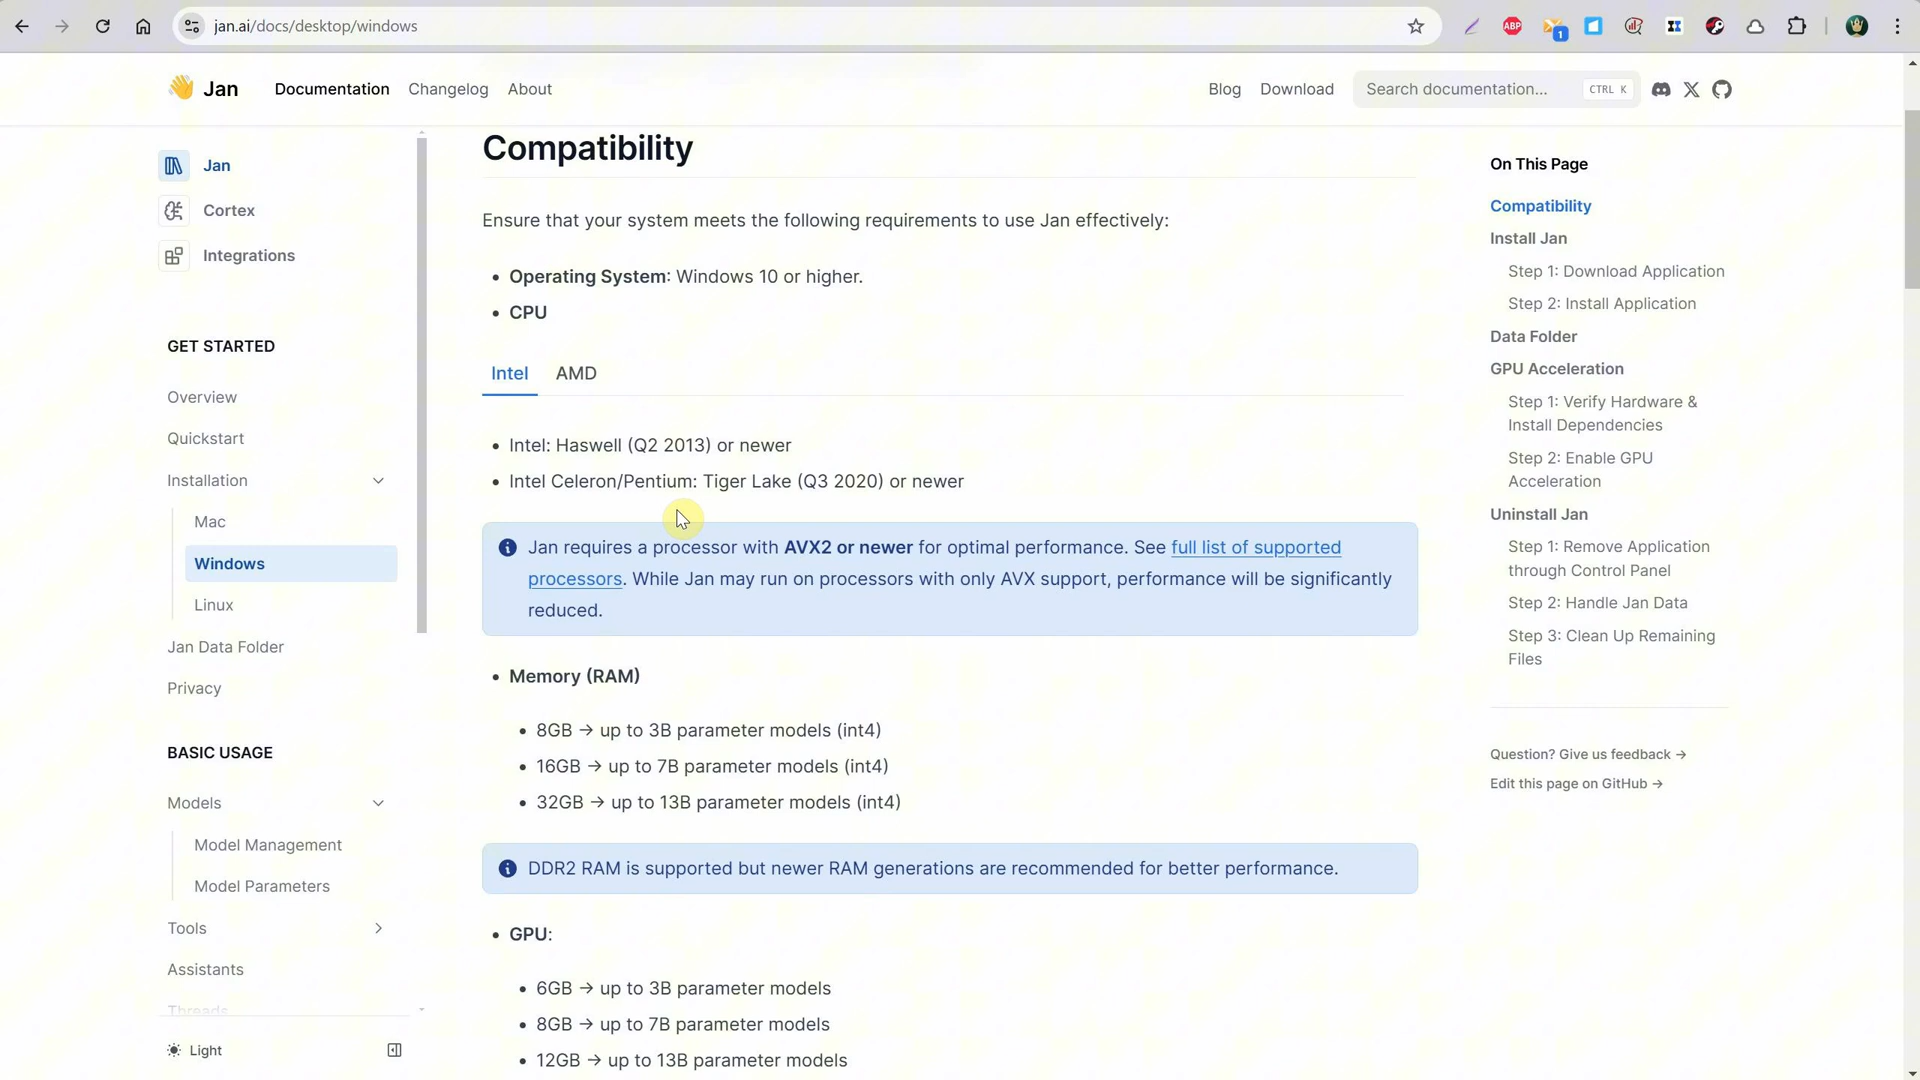 jan.ai/docs/desktop/windows
ABP
1
Jan
Documentation
Changelog
About
Blog
Download
Search documentation...
CTRL K
Jan
Cortex
Integrations
GET STARTED
Overview
Quickstart
Installation
Mac
Windows
Linux
Jan Data Folder
Privacy
BASIC USAGE
Models
Model Management
Model Parameters
Tools
Assistants
Threads
Light
Compatibility
Ensure that your system meets the following requirements to use Jan effectively:
Operating System: Windows 10 or higher.
CPU
Intel
AMD
Intel: Haswell (Q2 2013) or newer
Intel Celeron/Pentium: Tiger Lake (Q3 2020) or newer
Jan requires a processor with AVX2 or newer for optimal performance. See full list of supported
processors. While Jan may run on processors with only AVX support, performance will be significantly
reduced.
Memory (RAM)
8GB → up to 3B parameter models (int4)
16GB → up to 7B parameter models (int4)
32GB → up to 13B parameter models (int4)
DDR2 RAM is supported but newer RAM generations are recommended for better performance.
GPU:
6GB → up to 3B parameter models
8GB → up to 7B parameter models
12GB → up to 13B parameter models
On This Page
Compatibility
Install Jan
Step 1: Download Application
Step 2: Install Application
Data Folder
GPU Acceleration
Step 1: Verify Hardware &
Install Dependencies
Step 2: Enable GPU
Acceleration
Uninstall Jan
Step 1: Remove Application
through Control Panel
Step 2: Handle Jan Data
Step 3: Clean Up Remaining
Files
Question? Give us feedback →
Edit this page on GitHub →